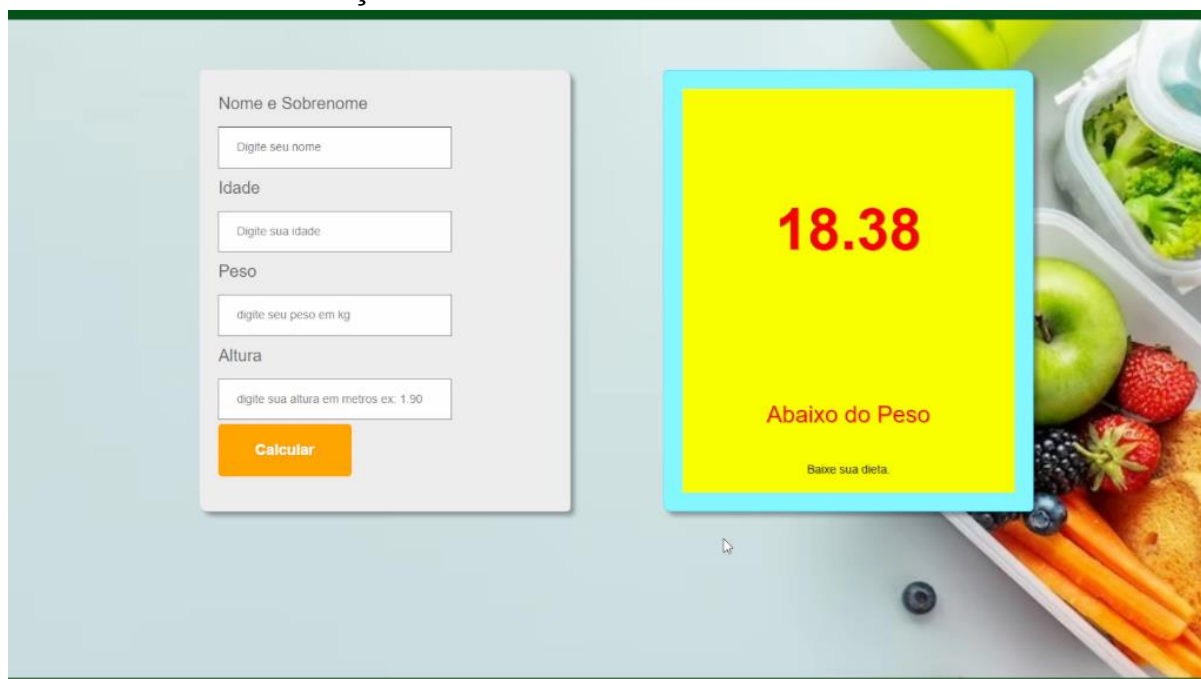 Nome e Sobrenome
Digite seu nome
Idade
Digite sua idade
Peso
digite seu peso em kg
Altura
digite sua altura em metros ex: 1.90
Calcular
18.38
Abaixo do Peso
Baixe sua dieta.